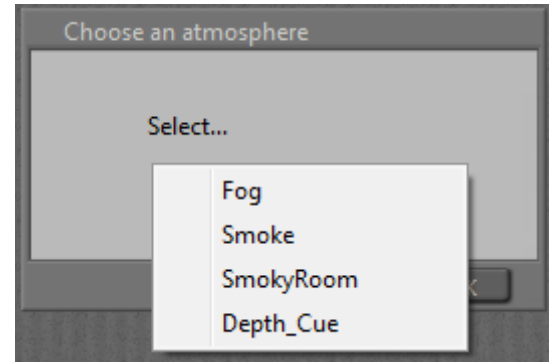 Choose an atmosphere
Select...
Fog
Smoke
SmokyRoom
Depth_Cue